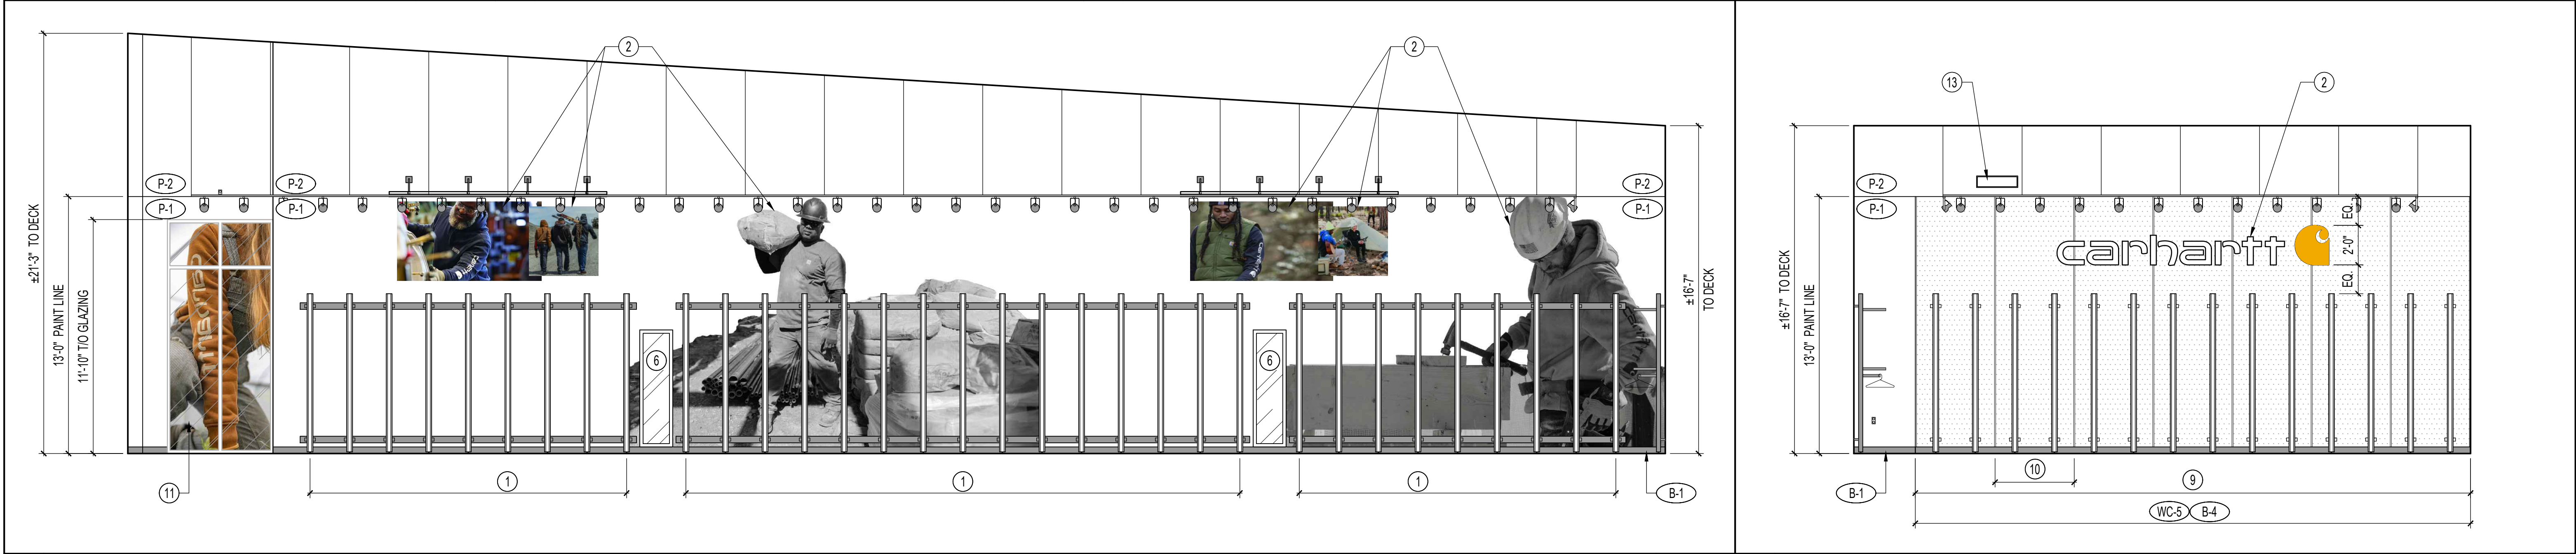 2
2
13
2
P-2
P-2
P-2
P-2
P-1
P-1
P-1
P-1
±21'-3" TO DECK
13'-0" PAINT LINE
11'-10" T/O GLAZING
carhartt
carhartt
EQ.
2'-0"
EQ.
±16'-7"
TO DECK
±16'-7" TO DECK
13'-0" PAINT LINE
6
6
11
1
1
1
B-1
B-1
10
9
WC-5
B-4